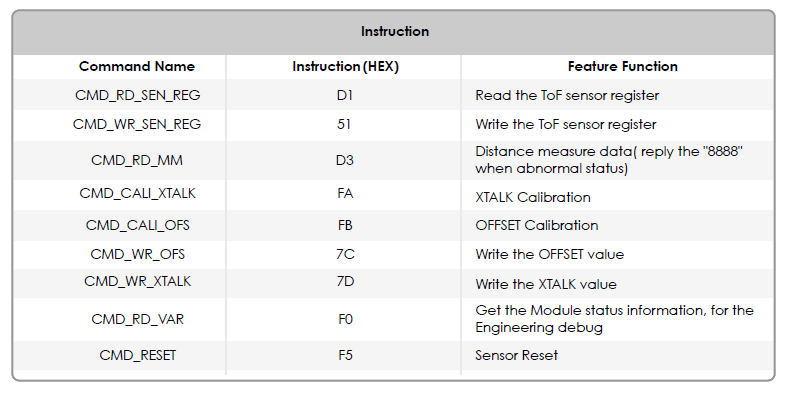 Instruction
Command Name Instruction(HEX) Feature Function
CMD_RD_SEN_REG D1 Read the ToF sensor register
CMD_WR_SEN_REG 51 Write the ToF sensor register
CMD_RD_MM D3 Distance measure data( reply the "8888"
when abnormal status)
CMD_CALI_XTALK FA XTALK Calibration
CMD_CALI_OFS FB OFFSET Calibration
CMD_WR_OFS 7C Write the OFFSET value
CMD_WR_XTALK 7D Write the XTALK value
CMD_RD_VAR F0 Get the Module status information, for the
Engineering debug
CMD_RESET F5 Sensor Reset